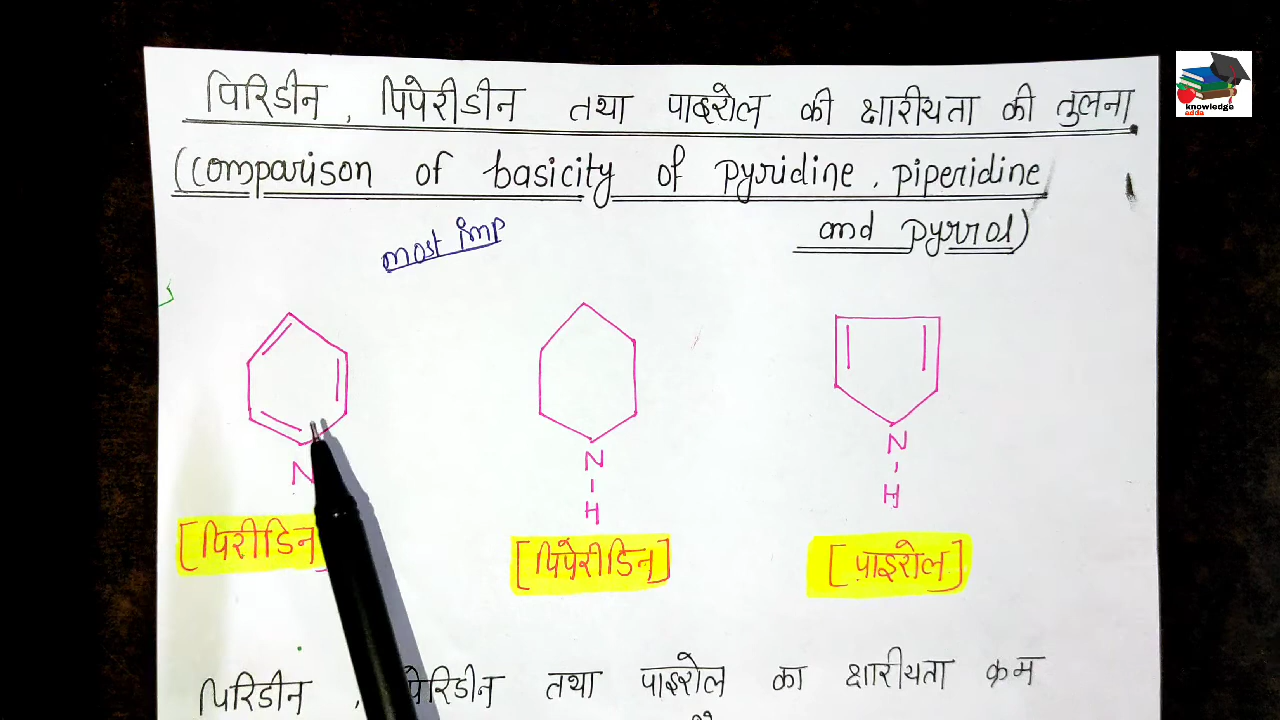 पिरिडीन , पिपेरीडीन तथा पाइरोल की क्षारीयता की तुलना
(comparison of basicity of pyridine , piperidine
and pyrrol)
most imp
N
N
H
N
H
[पिरीडिन
[पिपेरीडिन]
[पाइरोल]
पिरिडीन , पेरिडीन तथा पाइरोल का क्षारीयता क्रम
knowledge
adda